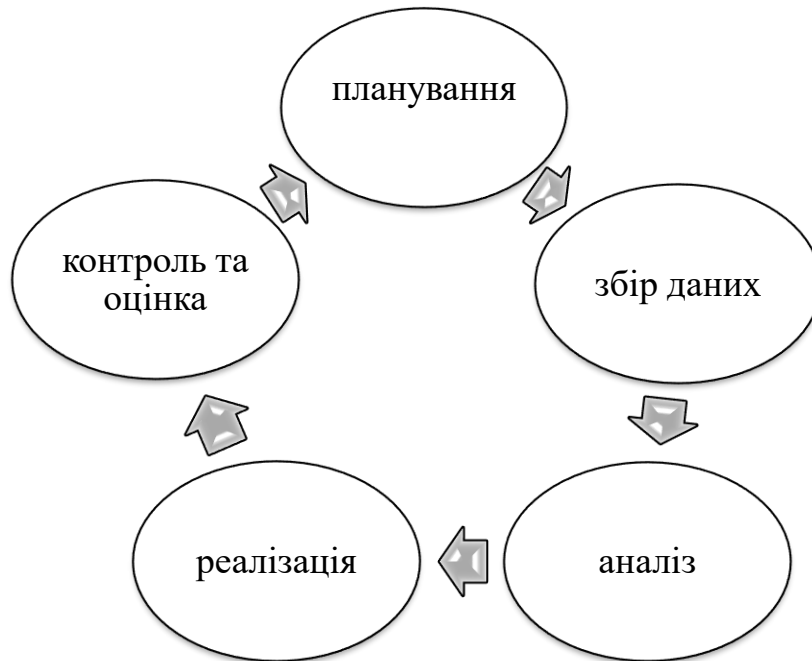 планування
збір даних
аналіз
реалізація
контроль та
оцінка